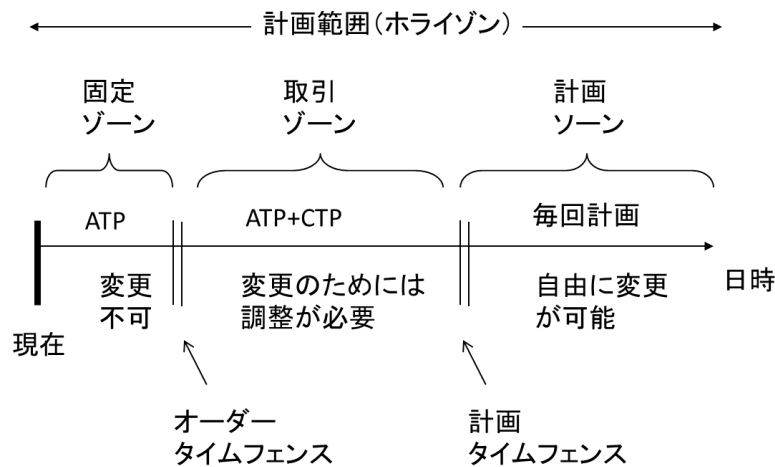 計画範囲（ホライゾン）
固定
ゾーン
取引
ゾーン
計画
ソーン
ATP
ATP+CTP
毎回計画
変更
不可
変更のためには
調整が必要
自由に変更
が可能
日時
現在
オーダー
タイムフェンス
計画
タイムフェンス